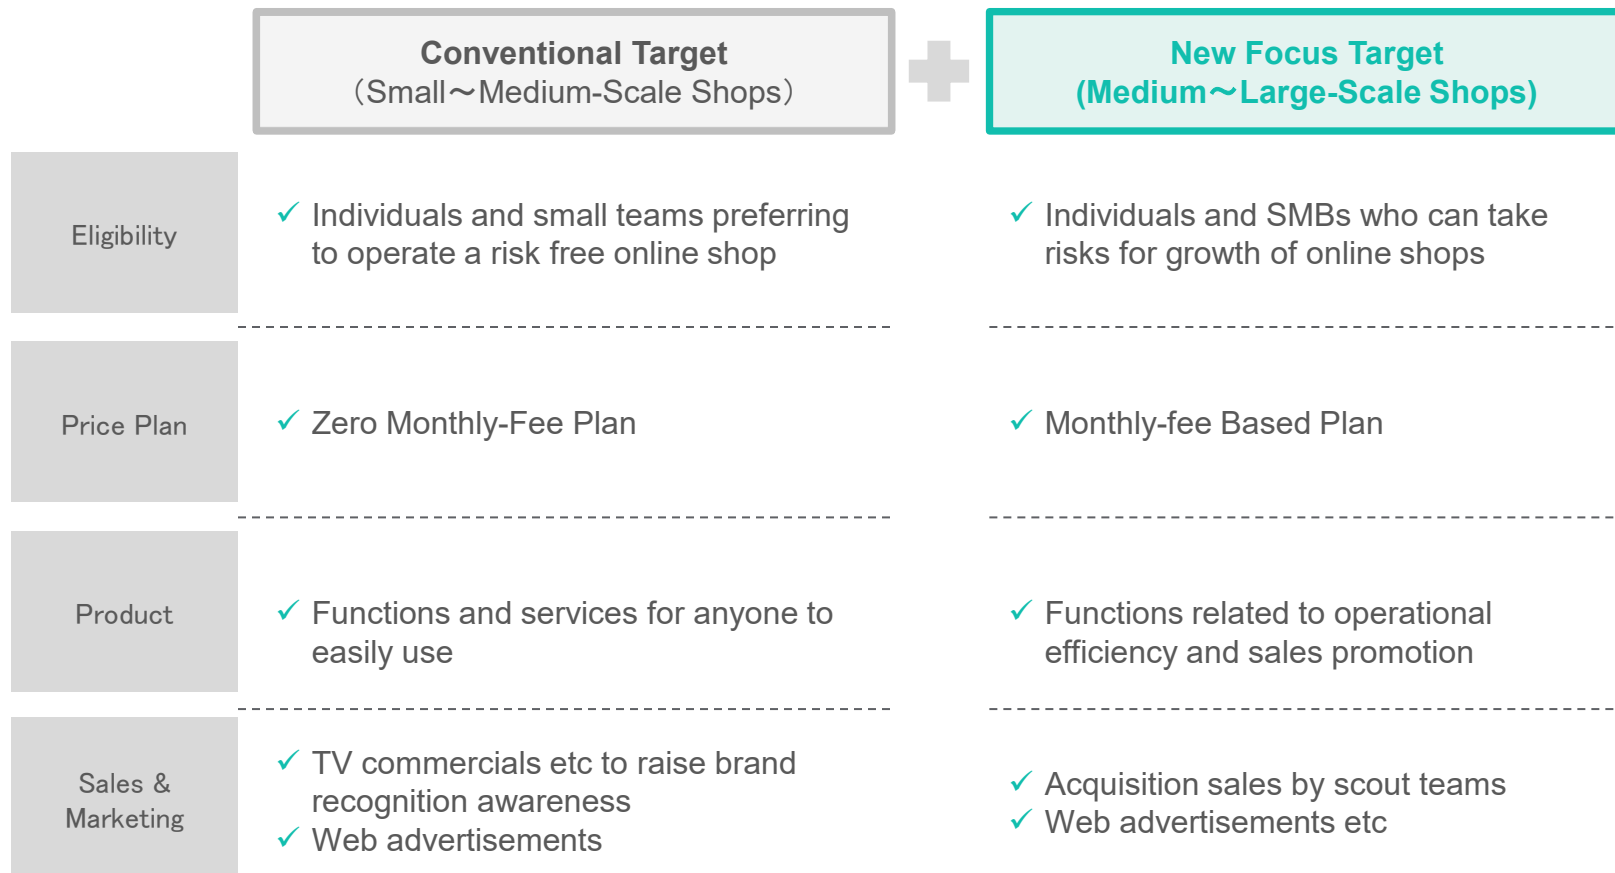 Conventional Target
（Small～Medium-Scale Shops）
New Focus Target
(Medium～Large-Scale Shops)
Eligibility
✓ Individuals and small teams preferring
to operate a risk free online shop
✓ Individuals and SMBs who can take
risks for growth of online shops
Price Plan
✓ Zero Monthly-Fee Plan
✓ Monthly-fee Based Plan
Product
✓ Functions and services for anyone to
easily use
✓ Functions related to operational
efficiency and sales promotion
Sales &
Marketing
✓ TV commercials etc to raise brand
recognition awareness
✓ Web advertisements
✓ Acquisition sales by scout teams
✓ Web advertisements etc